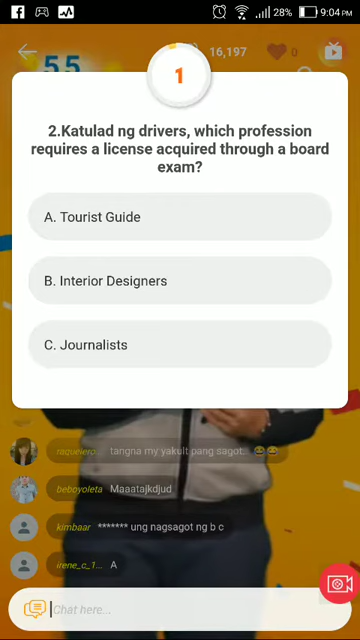 28% 9:04 PM
55 16,197 0
1
2.Katulad ng drivers, which profession
requires a license acquired through a board
exam?
A. Tourist Guide
B. Interior Designers
C. Journalists
raquelero... tangna my yakult pang sagot...
beboyoleta Maaatajkdjud
kimbaar ******* ung nagsagot ng b c
irene_c_1... A
Chat here...